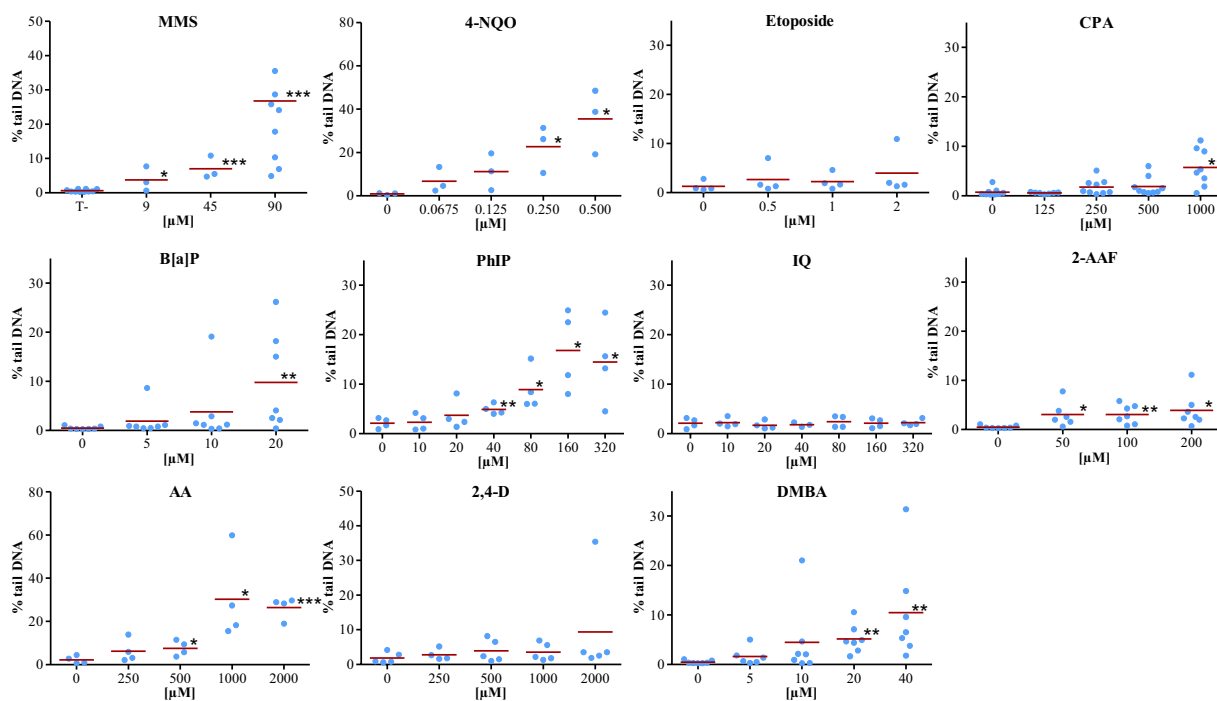 MMS
50
40
30
20
10
0
% tail DNA
*
***
***
T- 9 45 90
[µM]
4-NQO
80
60
40
20
0
% tail DNA
*
*
0 0.0675 0.125 0.250 0.500
[µM]
Etoposide
30
20
10
0
% tail DNA
0 0.5 1 2
[µM]
CPA
30
20
10
0
% tail DNA
*
0 125 250 500 1000
[µM]
B[a]P
30
20
10
0
% tail DNA
**
0 5 10 20
[µM]
PhIP
30
20
10
0
% tail DNA
**
*
*
*
0 10 20 40 80 160 320
[µM]
IQ
30
20
10
0
% tail DNA
0 10 20 40 80 160 320
[µM]
2-AAF
30
20
10
0
% tail DNA
*
**
*
0 50 100 200
[µM]
AA
80
60
40
20
0
% tail DNA
*
*
***
0 250 500 1000 2000
[µM]
2,4-D
50
40
30
20
10
0
% tail DNA
0 250 500 1000 2000
[µM]
DMBA
30
20
10
0
% tail DNA
**
**
0 5 10 20 40
[µM]